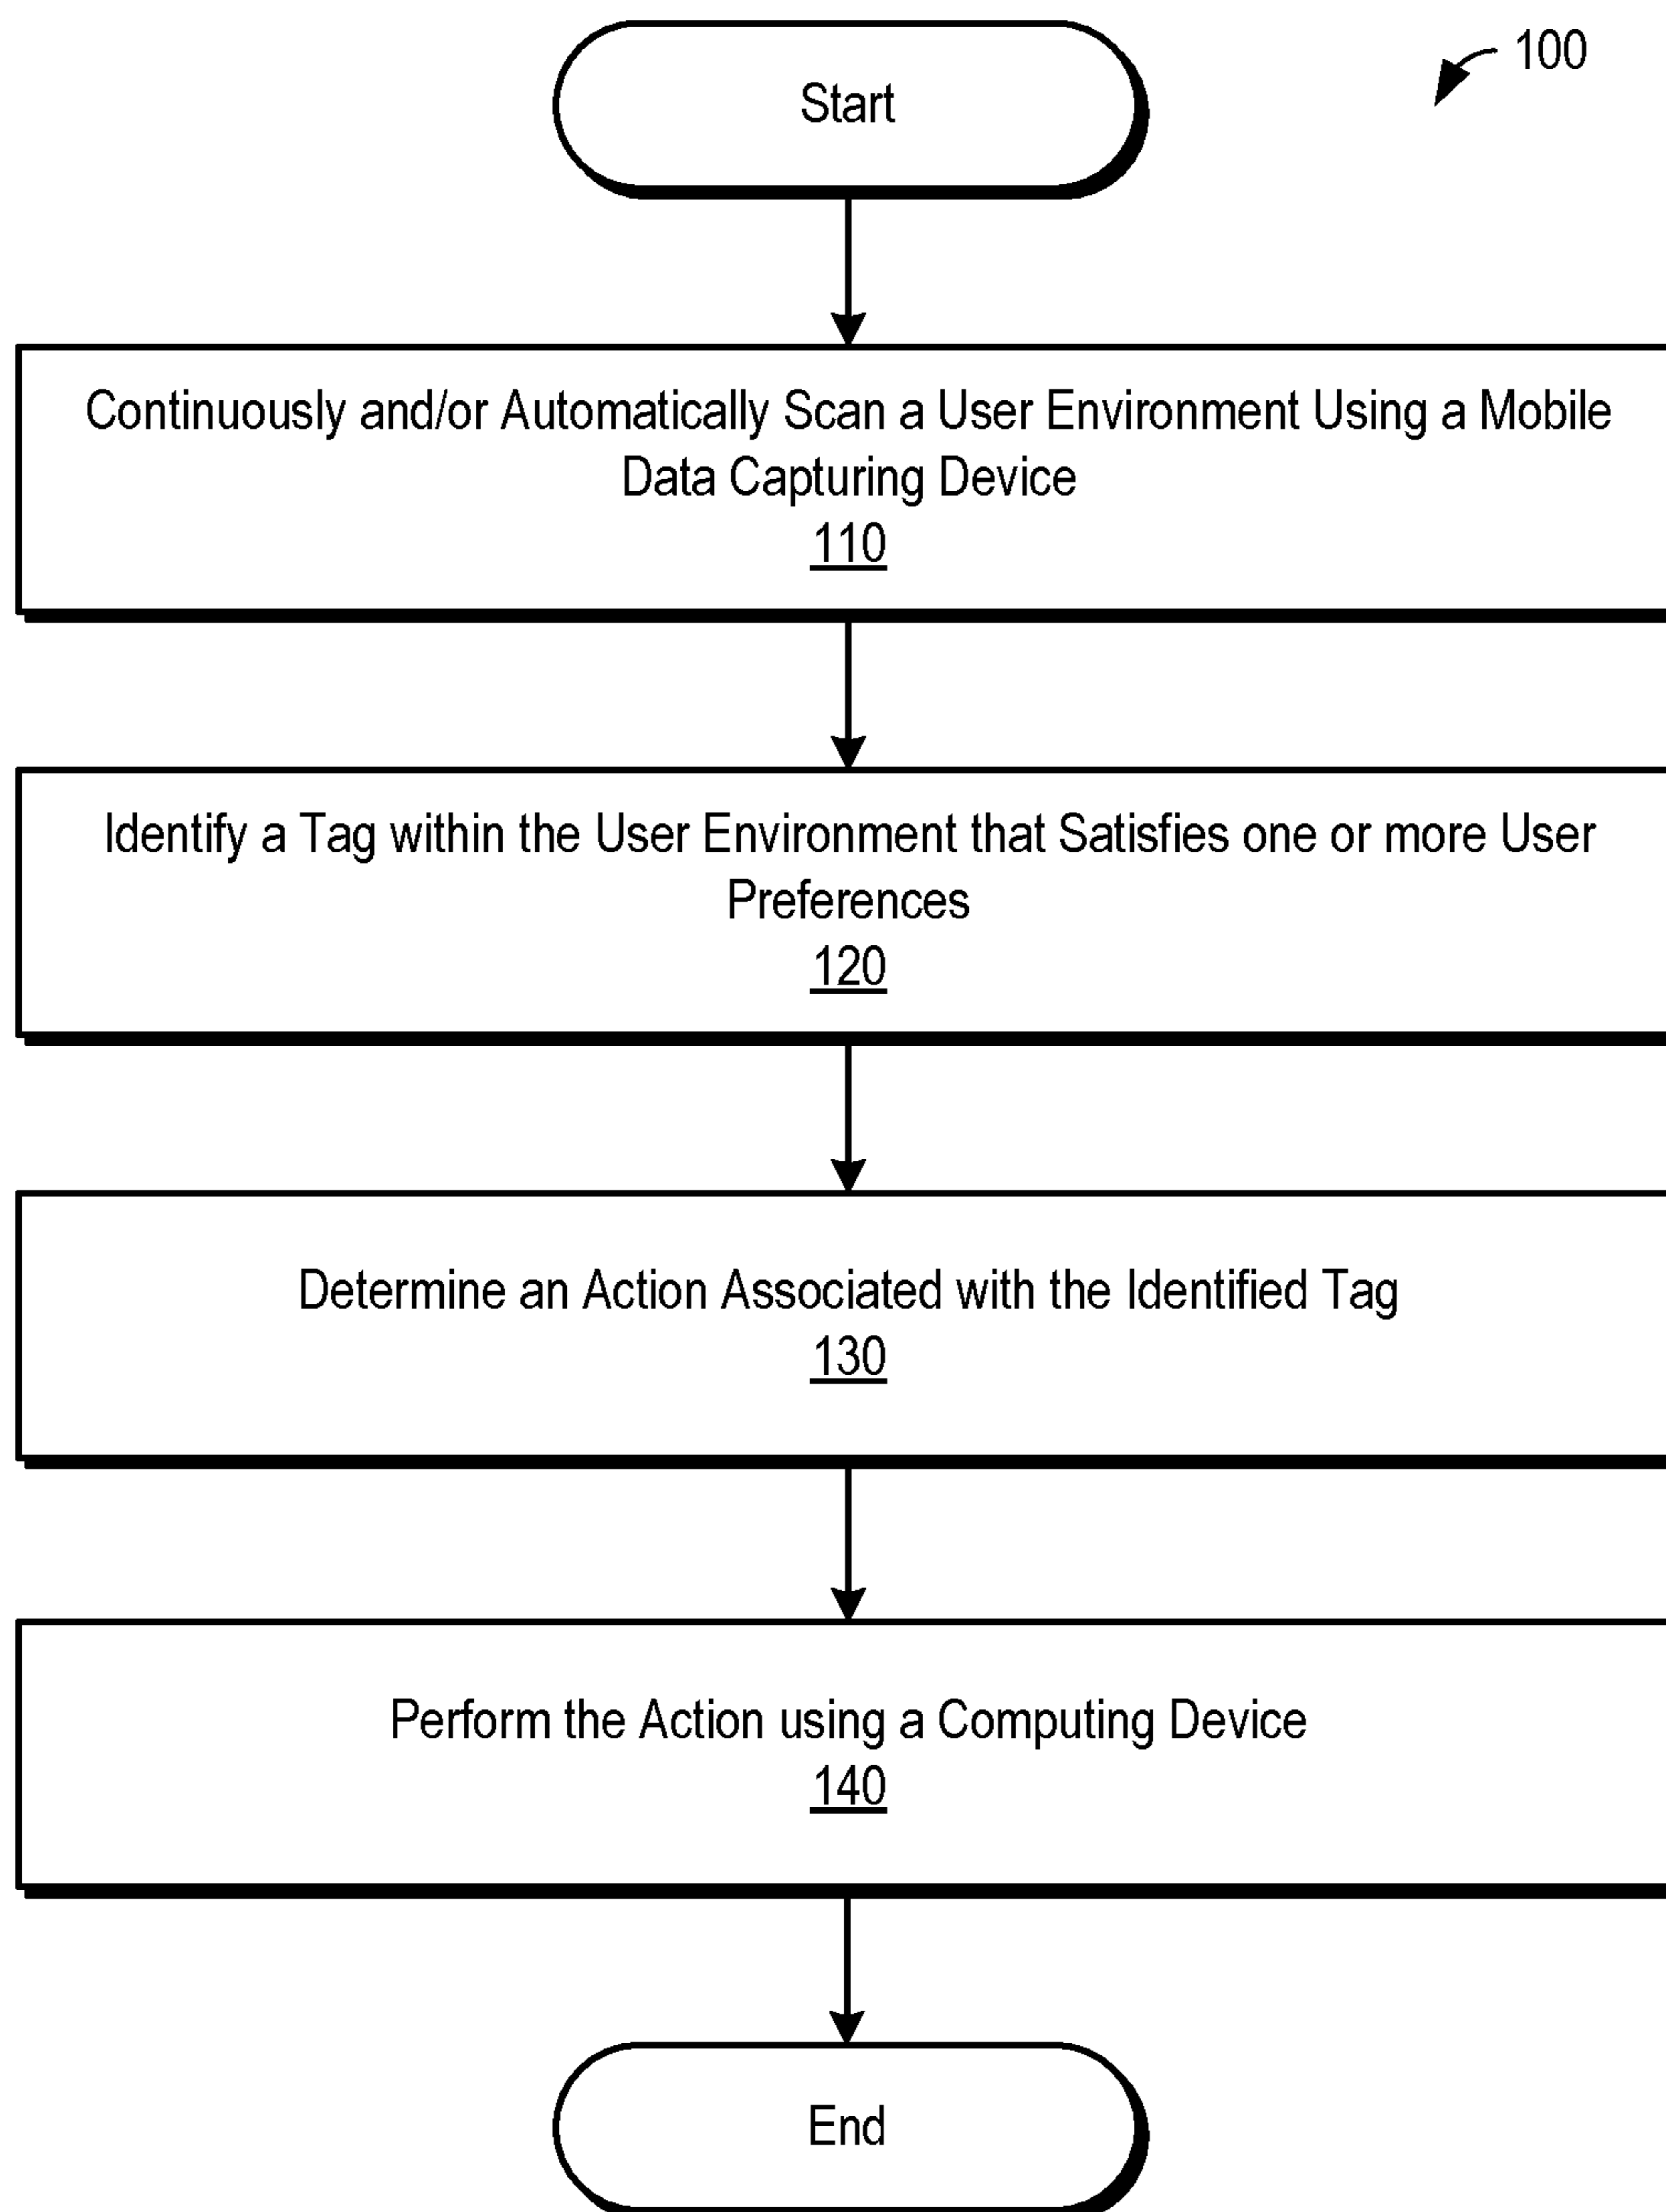 Start
100
Continuously and/or Automatically Scan a User Environment Using a Mobile
Data Capturing Device
110
Identify a Tag within the User Environment that Satisfies one or more User
Preferences
120
Determine an Action Associated with the Identified Tag
130
Perform the Action using a Computing Device
140
End